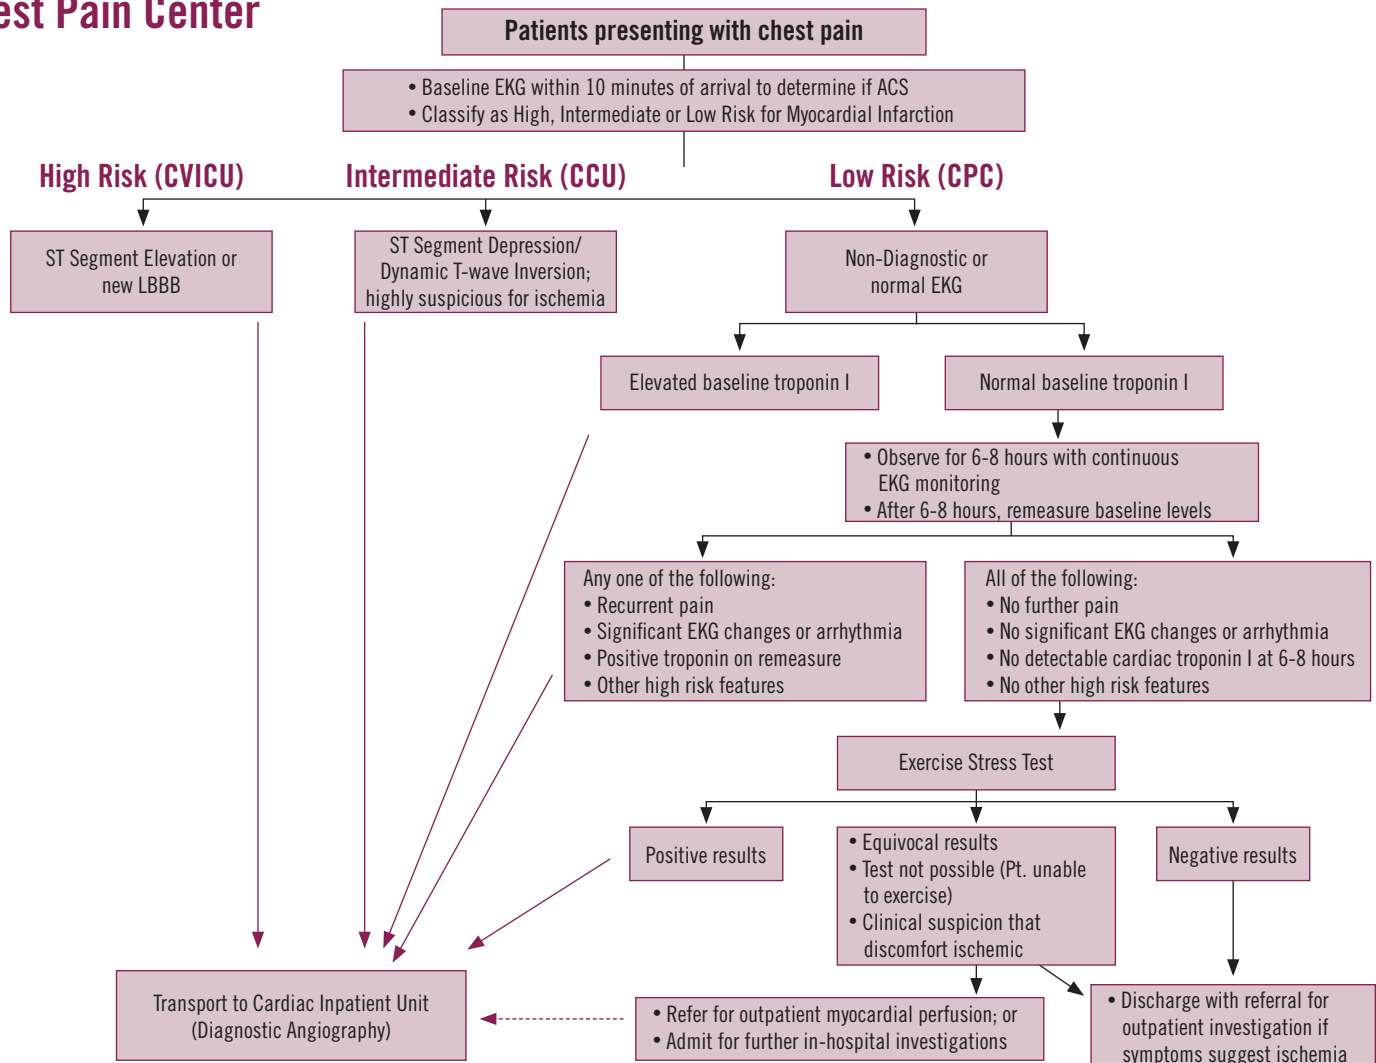 est Pain Center
Patients presenting with chest pain
• Baseline EKG within 10 minutes of arrival to determine if ACS
• Classify as High, Intermediate or Low Risk for Myocardial Infarction
High Risk (CVICU)
Intermediate Risk (CCU)
Low Risk (CPC)
ST Segment Elevation or
new LBBB
ST Segment Depression/
Dynamic T-wave Inversion;
highly suspicious for ischemia
Non-Diagnostic or
normal EKG
Elevated baseline troponin I
Normal baseline troponin I
• Observe for 6-8 hours with continuous
EKG monitoring
• After 6-8 hours, remeasure baseline levels
Any one of the following:
• Recurrent pain
• Significant EKG changes or arrhythmia
• Positive troponin on remeasure
• Other high risk features
All of the following:
• No further pain
• No significant EKG changes or arrhythmia
• No detectable cardiac troponin I at 6-8 hours
• No other high risk features
Exercise Stress Test
Positive results
• Equivocal results
• Test not possible (Pt. unable
to exercise)
• Clinical suspicion that
discomfort ischemic
Negative results
Transport to Cardiac Inpatient Unit
(Diagnostic Angiography)
• Refer for outpatient myocardial perfusion; or
• Admit for further in-hospital investigations
• Discharge with referral for
outpatient investigation if
symptoms suggest ischemia